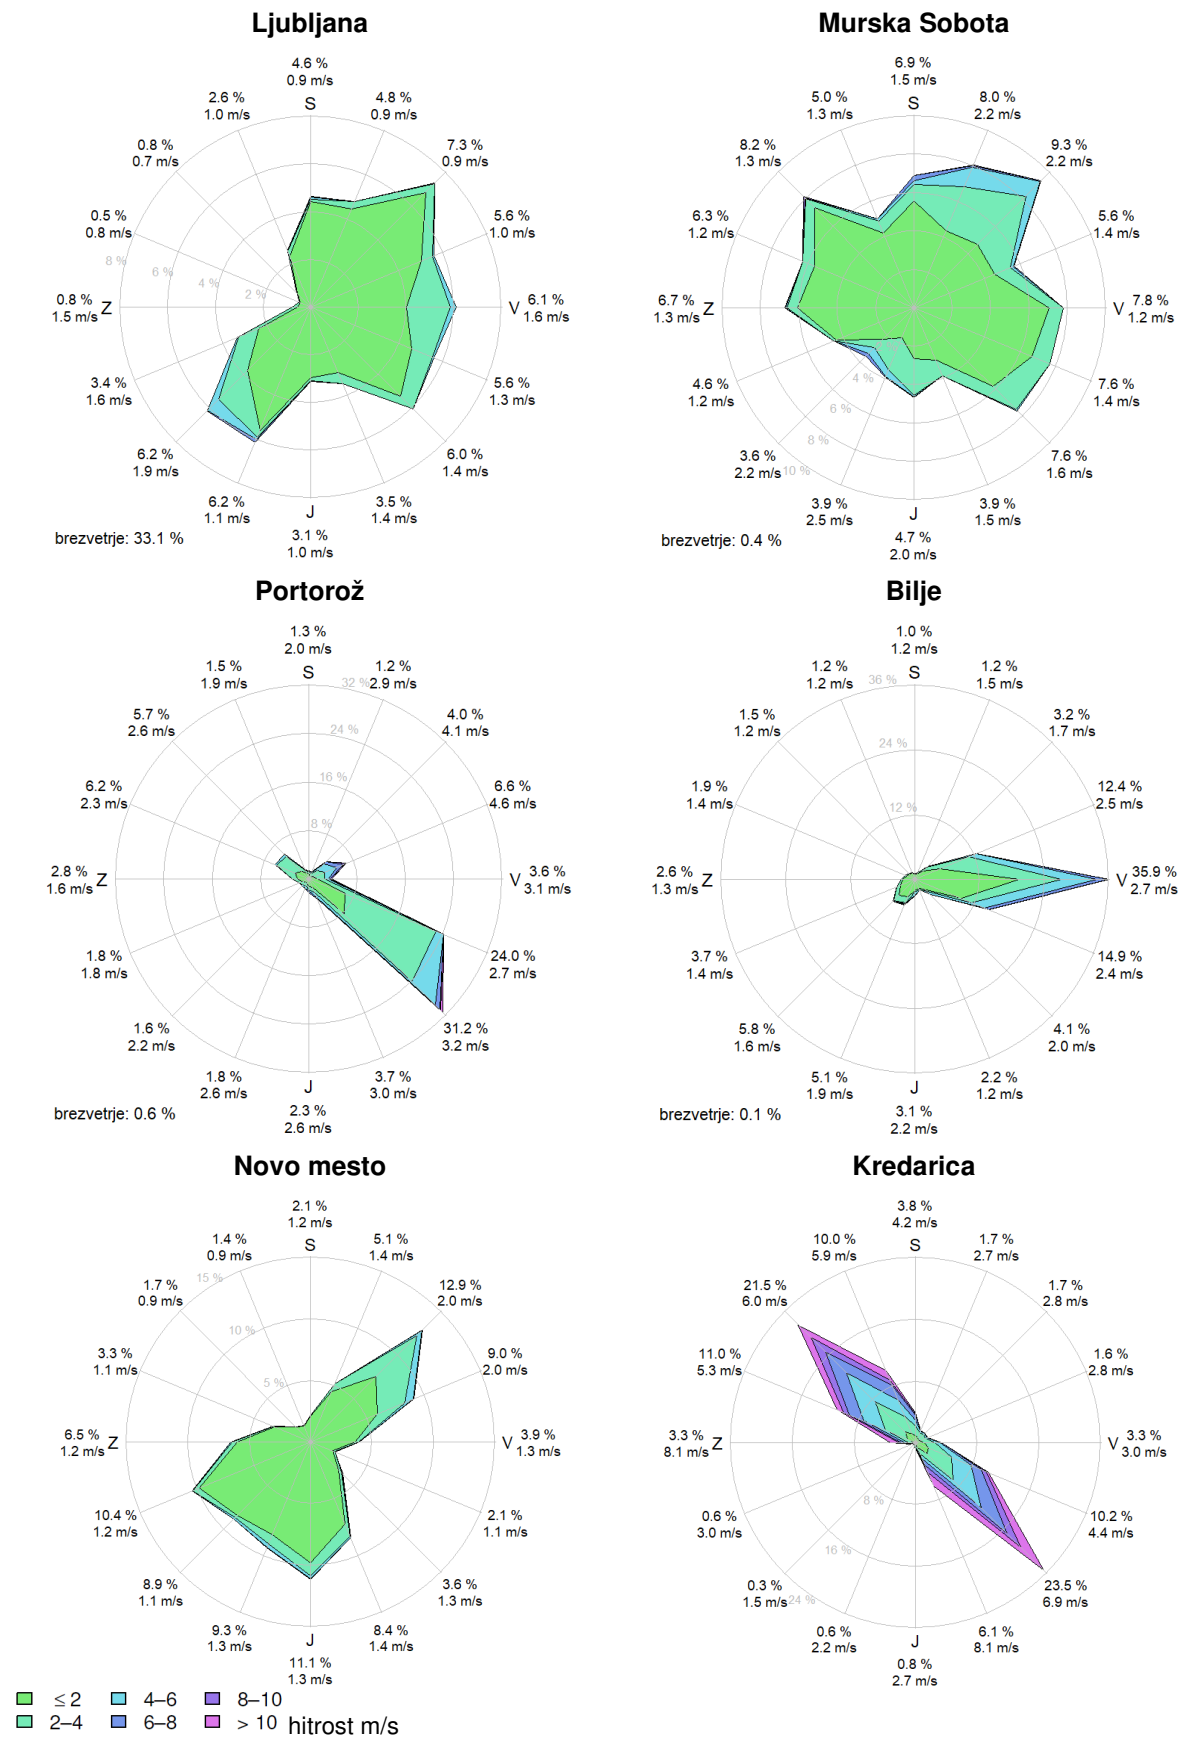 Ljubljana
4.6 %
0.9 m/s
S
4.8 %
0.9 m/s
7.3 %
0.9 m/s
5.6 %
1.0 m/s
V 6.1 %
1.6 m/s
5.6 %
1.3 m/s
6.0 %
1.4 m/s
3.5 %
1.4 m/s
J
3.1 %
1.0 m/s
6.2 %
1.1 m/s
6.2 %
1.9 m/s
3.4 %
1.6 m/s
0.8 %
1.5 m/s Z
0.5 %
0.8 m/s
0.8 %
0.7 m/s
2.6 %
1.0 m/s
8 %
6 %
4 %
2 %
brezvetrje: 33.1 %
Murska Sobota
6.9 %
1.5 m/s
S
8.0 %
2.2 m/s
9.3 %
2.2 m/s
5.6 %
1.4 m/s
V 7.8 %
1.2 m/s
7.6 %
1.4 m/s
7.6 %
1.6 m/s
3.9 %
1.5 m/s
J
4.7 %
2.0 m/s
3.9 %
2.5 m/s
3.6 %
2.2 m/s
4.6 %
1.2 m/s
6.7 %
1.3 m/s Z
6.3 %
1.2 m/s
8.2 %
1.3 m/s
5.0 %
1.3 m/s
4 %
6 %
8 %
10 %
brezvetrje: 0.4 %
Portorož
1.3 %
2.0 m/s
S
1.2 %
2.9 m/s
4.0 %
4.1 m/s
6.6 %
4.6 m/s
V 3.6 %
3.1 m/s
24.0 %
2.7 m/s
31.2 %
3.2 m/s
3.7 %
3.0 m/s
J
2.3 %
2.6 m/s
1.8 %
2.6 m/s
1.6 %
2.2 m/s
1.8 %
1.8 m/s
2.8 %
1.6 m/s Z
6.2 %
2.3 m/s
5.7 %
2.6 m/s
1.5 %
1.9 m/s
32 %
24 %
16 %
8 %
brezvetrje: 0.6 %
Bilje
1.0 %
1.2 m/s
S
1.2 %
1.5 m/s
3.2 %
1.7 m/s
12.4 %
2.5 m/s
V 35.9 %
2.7 m/s
14.9 %
2.4 m/s
4.1 %
2.0 m/s
2.2 %
1.2 m/s
J
3.1 %
2.2 m/s
5.1 %
1.9 m/s
5.8 %
1.6 m/s
3.7 %
1.4 m/s
2.6 %
1.3 m/s Z
1.9 %
1.4 m/s
1.5 %
1.2 m/s
1.2 %
1.2 m/s
36 %
24 %
12 %
brezvetrje: 0.1 %
Novo mesto
2.1 %
1.2 m/s
S
5.1 %
1.4 m/s
12.9 %
2.0 m/s
9.0 %
2.0 m/s
V 3.9 %
1.3 m/s
2.1 %
1.1 m/s
3.6 %
1.3 m/s
8.4 %
1.4 m/s
J
11.1 %
1.3 m/s
9.3 %
1.3 m/s
8.9 %
1.1 m/s
10.4 %
1.2 m/s
6.5 %
1.2 m/s Z
3.3 %
1.1 m/s
1.7 %
0.9 m/s
1.4 %
0.9 m/s
15 %
10 %
5 %
Kredarica
3.8 %
4.2 m/s
S
1.7 %
2.7 m/s
1.7 %
2.8 m/s
1.6 %
2.8 m/s
V 3.3 %
3.0 m/s
10.2 %
4.4 m/s
23.5 %
6.9 m/s
6.1 %
8.1 m/s
J
0.8 %
2.7 m/s
0.6 %
2.2 m/s
0.3 %
1.5 m/s
0.6 %
3.0 m/s
3.3 %
8.1 m/s Z
11.0 %
5.3 m/s
21.5 %
6.0 m/s
10.0 %
5.9 m/s
8 %
16 %
24 %
≤ 2 4–6 8–10
2–4 6–8 > 10 hitrost m/s